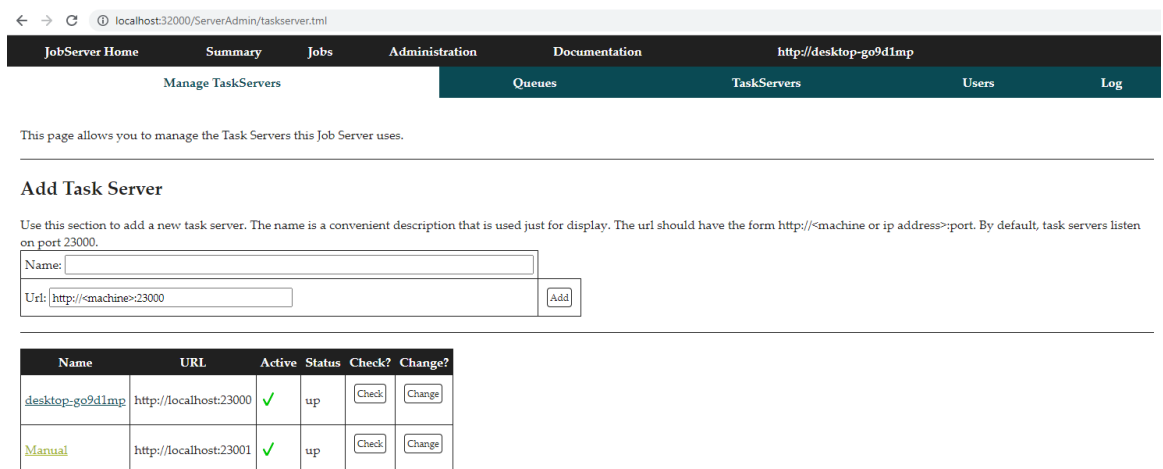 localhost:32000/ServerAdmin/taskserver.tml
JobServer Home Summary Jobs Administration Documentation http://desktop-go9d1mp
Manage TaskServers Queues TaskServers Users Log
This page allows you to manage the Task Servers this Job Server uses.
Add Task Server
Use this section to add a new task server. The name is a convenient description that is used just for display. The url should have the form http://<machine or ip address>:port. By default, task servers listen
on port 23000.
Name:
Url: http://<machine>:23000 Add
Name URL Active Status Check? Change?
desktop-go9d1mp http://localhost:23000 ✓ up Check Change
Manual http://localhost:23001 ✓ up Check Change